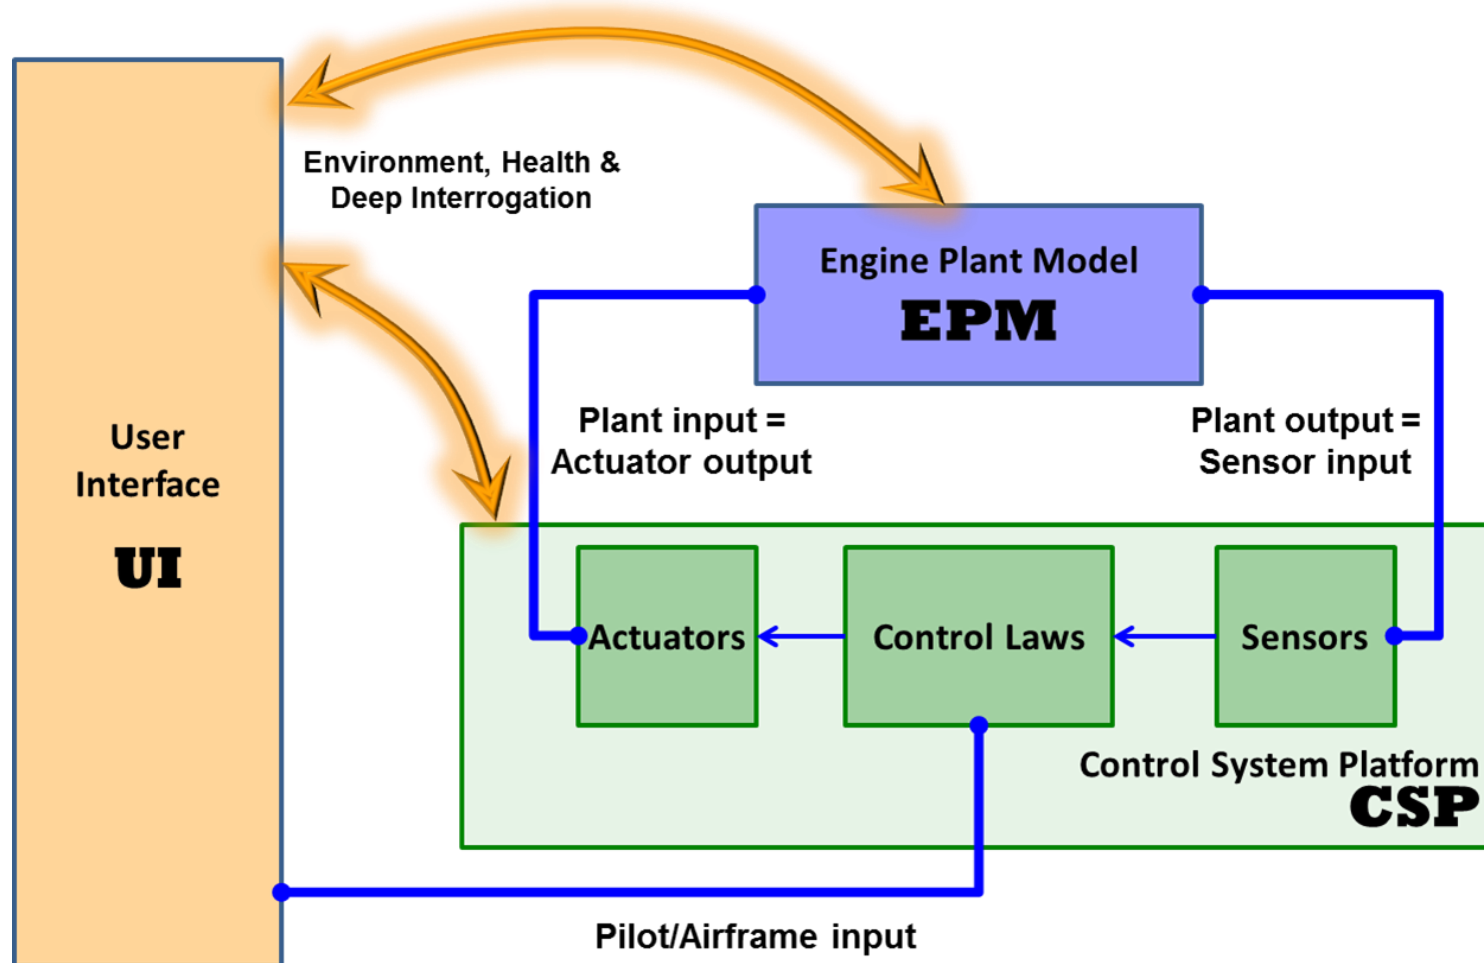 Environment, Health &
Deep Interrogation
Engine Plant Model
EPM
User
Interface
UI
Plant input =
Actuator output
Plant output =
Sensor input
Actuators
Control Laws
Sensors
Control System Platform
CSP
Pilot/Airframe input